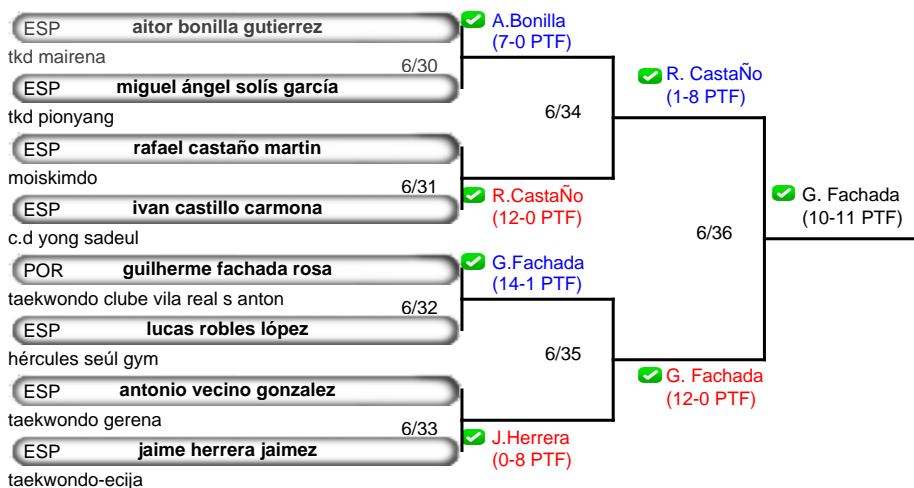 ESP aitor bonilla gutierrez
tkd mairena
6/30
ESP miguel ángel solís garcía
tkd pionyang
ESP rafael castaño martin
moiskimdo
6/31
ESP ivan castillo carmona
c.d yong sadeul
POR guilherme fachada rosa
taekwondo clube vila real s anton
6/32
ESP lucas robles lópez
hércules seúl gym
ESP antonio vecino gonzalez
taekwondo gerena
6/33
ESP jaime herrera jaimez
taekwondo-ecija
A.Bonilla
(7-0 PTF)
6/34
R.CastaÑo
(12-0 PTF)
G.Fachada
(14-1 PTF)
6/35
J.Herrera
(0-8 PTF)
R. CastaÑo
(1-8 PTF)
6/36
G. Fachada
(12-0 PTF)
G. Fachada
(10-11 PTF)